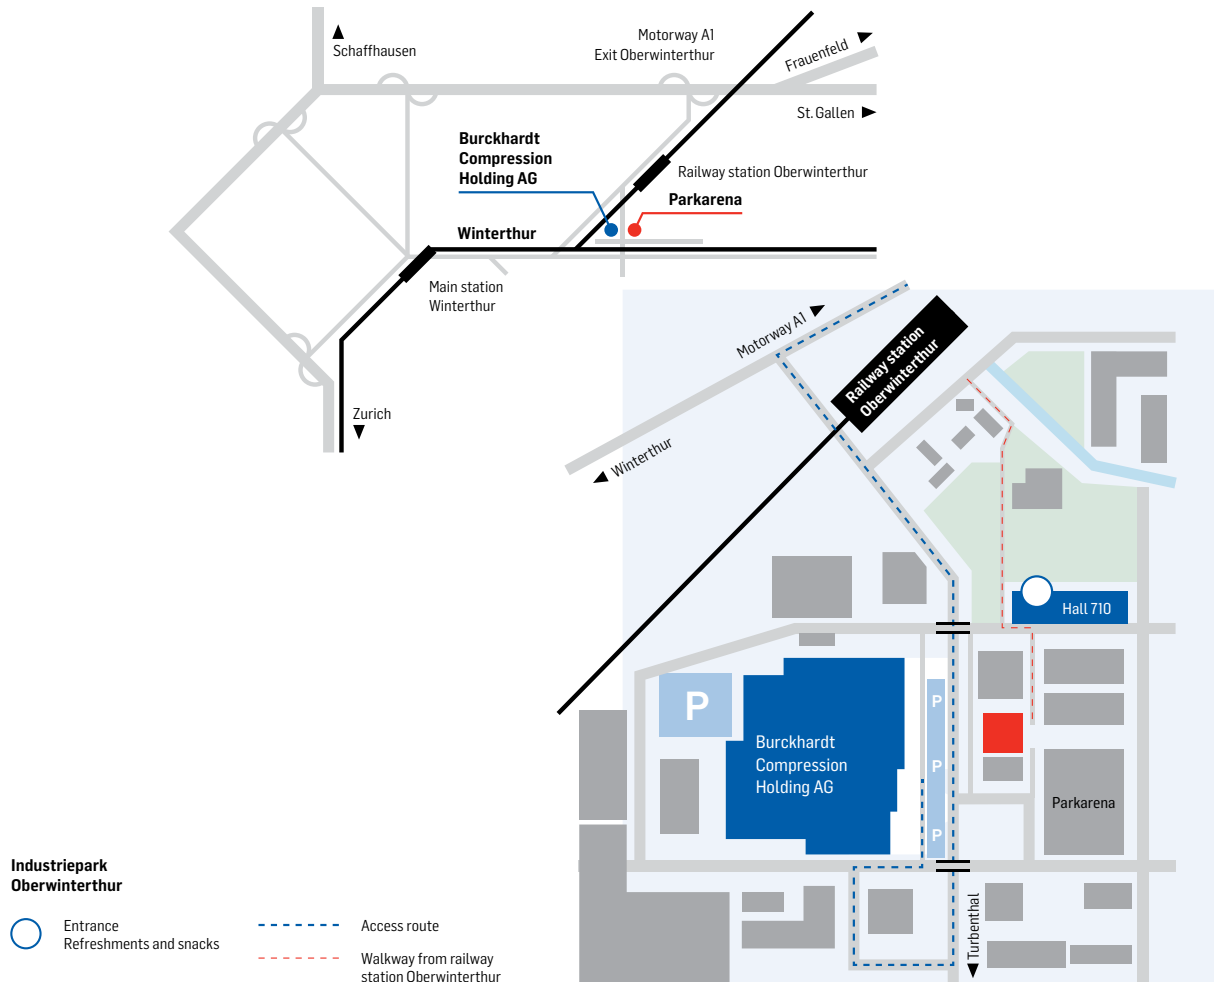 Schaffhausen
Motorway A1
Exit Oberwinterthur
Frauenfeld
St. Gallen
Burckhardt
Compression
Holding AG
Railway station Oberwinterthur
Parkarena
Winterthur
Main station
Winterthur
Zurich
Motorway A1
Railway station
Oberwinterthur
Winterthur
Hall 710
P
P
P
P
Burckhardt
Compression
Holding AG
Parkarena
Turbenthal
Industriepark
Oberwinterthur
Entrance
Refreshments and snacks
Access route
Walkway from railway
station Oberwinterthur